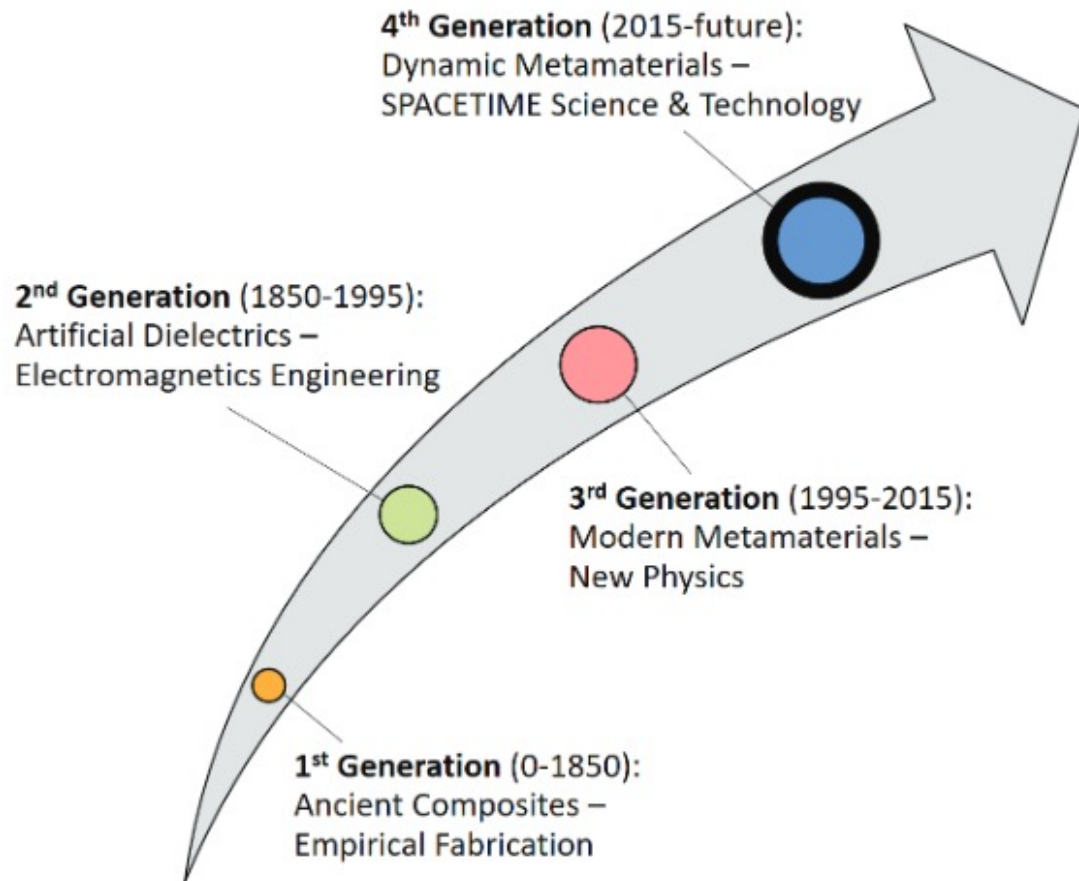 4th Generation (2015-future):
Dynamic Metamaterials –
SPACETIME Science & Technology
2nd Generation (1850-1995):
Artificial Dielectrics –
Electromagnetics Engineering
3rd Generation (1995-2015):
Modern Metamaterials –
New Physics
1st Generation (0-1850):
Ancient Composites –
Empirical Fabrication